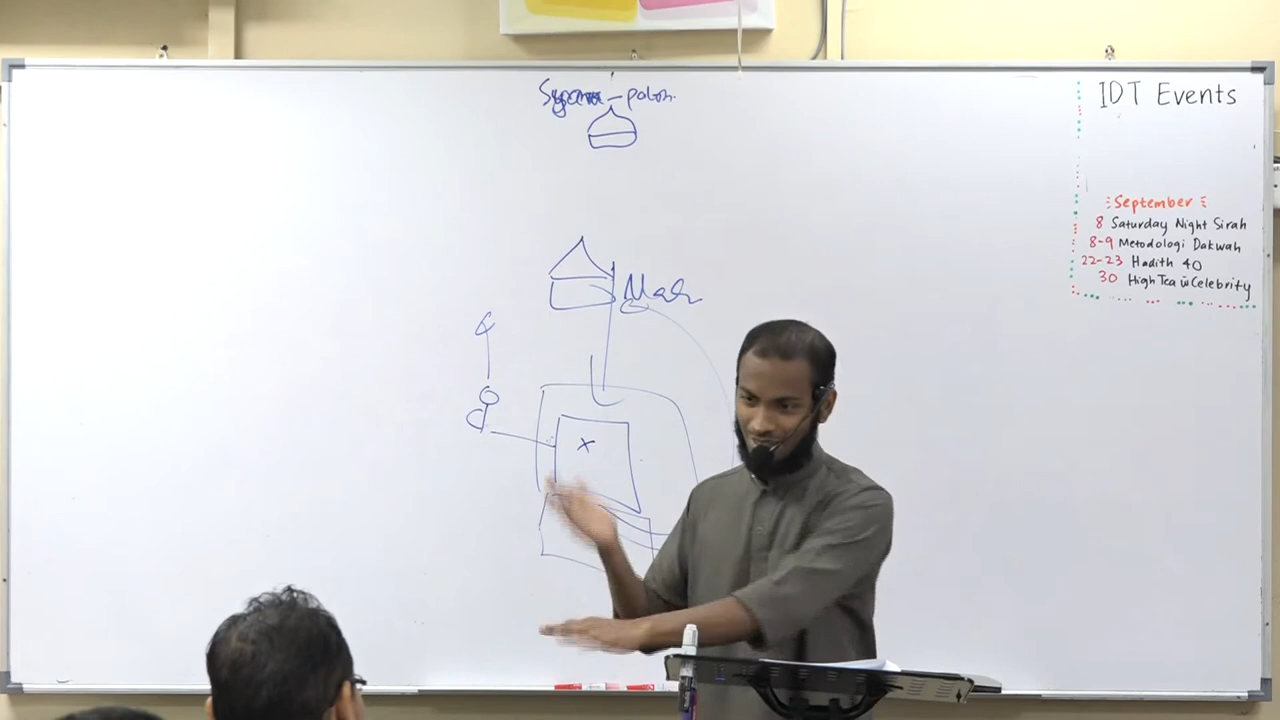 IDT Events
September
8 Saturday Night Sirah
8-9 Metodologi Dakwah
22-23 Hadith 40
30 High Tea w Celebrity
x